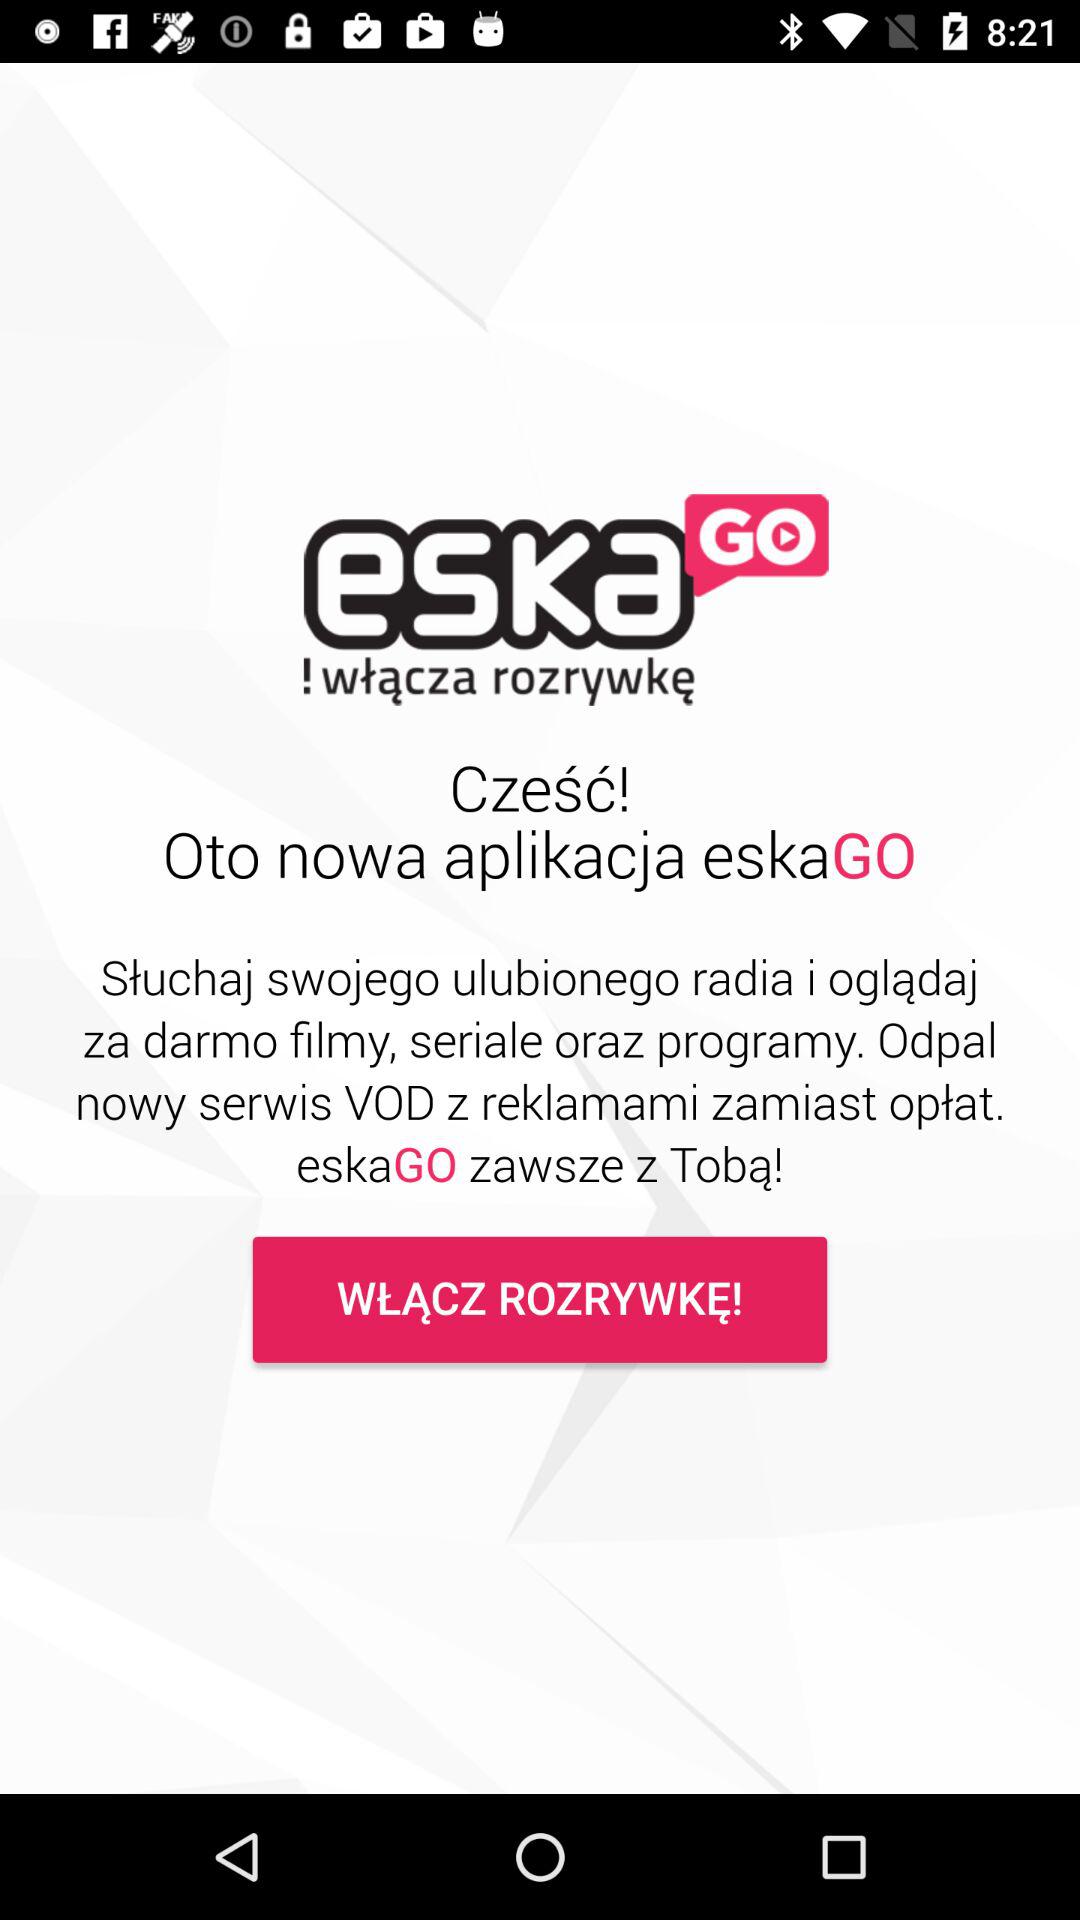 FAKE
8:21
eska GO
! włącza rozrywkę
Cześć!
Oto nowa aplikacja eskaGO
Słuchaj swojego ulubionego radia i oglądaj
za darmo filmy, seriale oraz programy. Odpal
nowy serwis VOD z reklamami zamiast opłat.
eskaGO zawsze z Tobą!
WŁĄCZ ROZRYWKĘ!